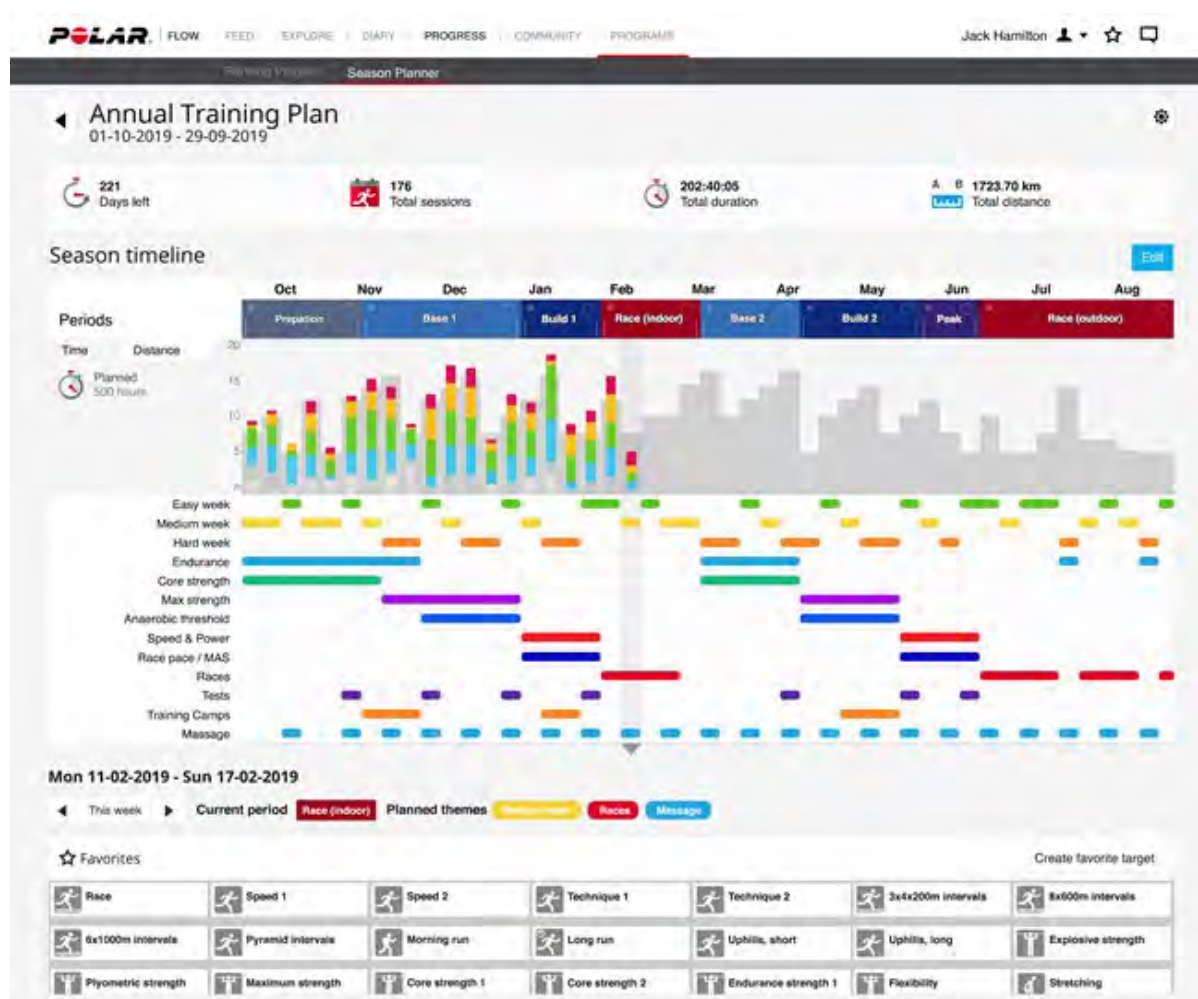 POLAR. FLOW FEED EXPLORE DIARY PROGRESS COMMUNITY PROGRAMS Jack Hamilton
Season Planner
Annual Training Plan
01-10-2019 - 29-09-2019
221 176 202:40:05 A B 1723.70 km
Days left Total sessions Total duration Total distance
Season timeline Edit
Oct Nov Dec Jan Feb Mar Apr May Jun Jul Aug
Periods Prepation Base 1 Build 1 Race (indoor) Base 2 Build 2 Peak Race (outdoor)
Time Distance 20
Planned 15
500 hours
10
5
0
Easy week
Medium week
Hard week
Endurance
Core strength
Max strength
Anaerobic threshold
Speed & Power
Race pace / MAS
Races
Tests
Training Camps
Massage
Mon 11-02-2019 - Sun 17-02-2019
This week Current period Race (indoor) Planned themes Races Massage
Favorites Create favorite target
Race Speed 1 Speed 2 Technique 1 Technique 2 3x4x200m intervals 8x600m intervals
6x1000m intervals Pyramid intervals Morning run Long run Uphills, short Uphills, long Explosive strength
Plyometric strength Maximum strength Core strength 1 Core strength 2 Endurance strength 1 Flexibility Stretching